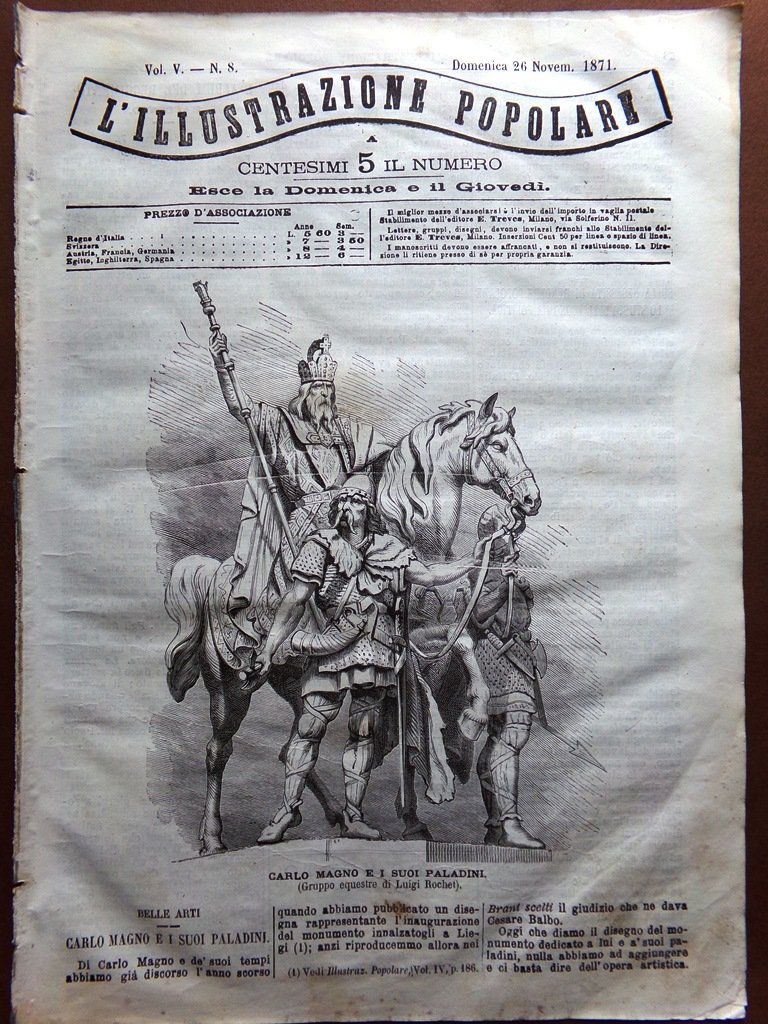 Vol. V. — N. 8.
Domenica 26 Novem. 1871.
L'ILLUSTRAZIONE POPOLARE
A
CENTESIMI 5 IL NUMERO
Esce la Domenica e il Giovedì.
PREZZO D'ASSOCIAZIONE
Anno Sem.
Regno d'Italia . . L. 5 60 3 —
Svizzera . . » 7 — 3 50
Austria, Francia, Germania . . » 8 — 4 —
Egitto, Inghilterra, Spagna . . » 12 — 6 —
Il miglior mezzo d'associarsi è l'invio dell'importo in vaglia postale
Stabilimento dell'editore E. Treves, Milano, via Solferino N. 11.
Lettere, gruppi, disegni, devono inviarsi franchi allo Stabilimento del-
l'editore E. Treves, Milano. Inserzioni Cent 50 per linea o spazio di linea.
I manoscritti devono essere affrancati, e non si restituiscono. La Dire-
zione li ritiene presso di sè per propria garanzia.
CARLO MAGNO E I SUOI PALADINI.
(Gruppo equestre di Luigi Rochet).
BELLE ARTI
CARLO MAGNO E I SUOI PALADINI.
Di Carlo Magno e de' suoi tempi
abbiamo già discorso l'anno scorso
quando abbiamo pubblicato un dise-
gno rappresentante l'inaugurazione
del monumento innalzatogli a Lie-
gi (1); anzi riproducemmo allora nei
(1) Vedi Illustraz. Popolare, Vol. IV, p. 186.
Brani scelti il giudizio che ne dava
Cesare Balbo.
Oggi che diamo il disegno del mo-
numento dedicato a lui e a' suoi pa-
ladini, nulla abbiamo ad aggiungere
e ci basta dire dell'opera artistica.